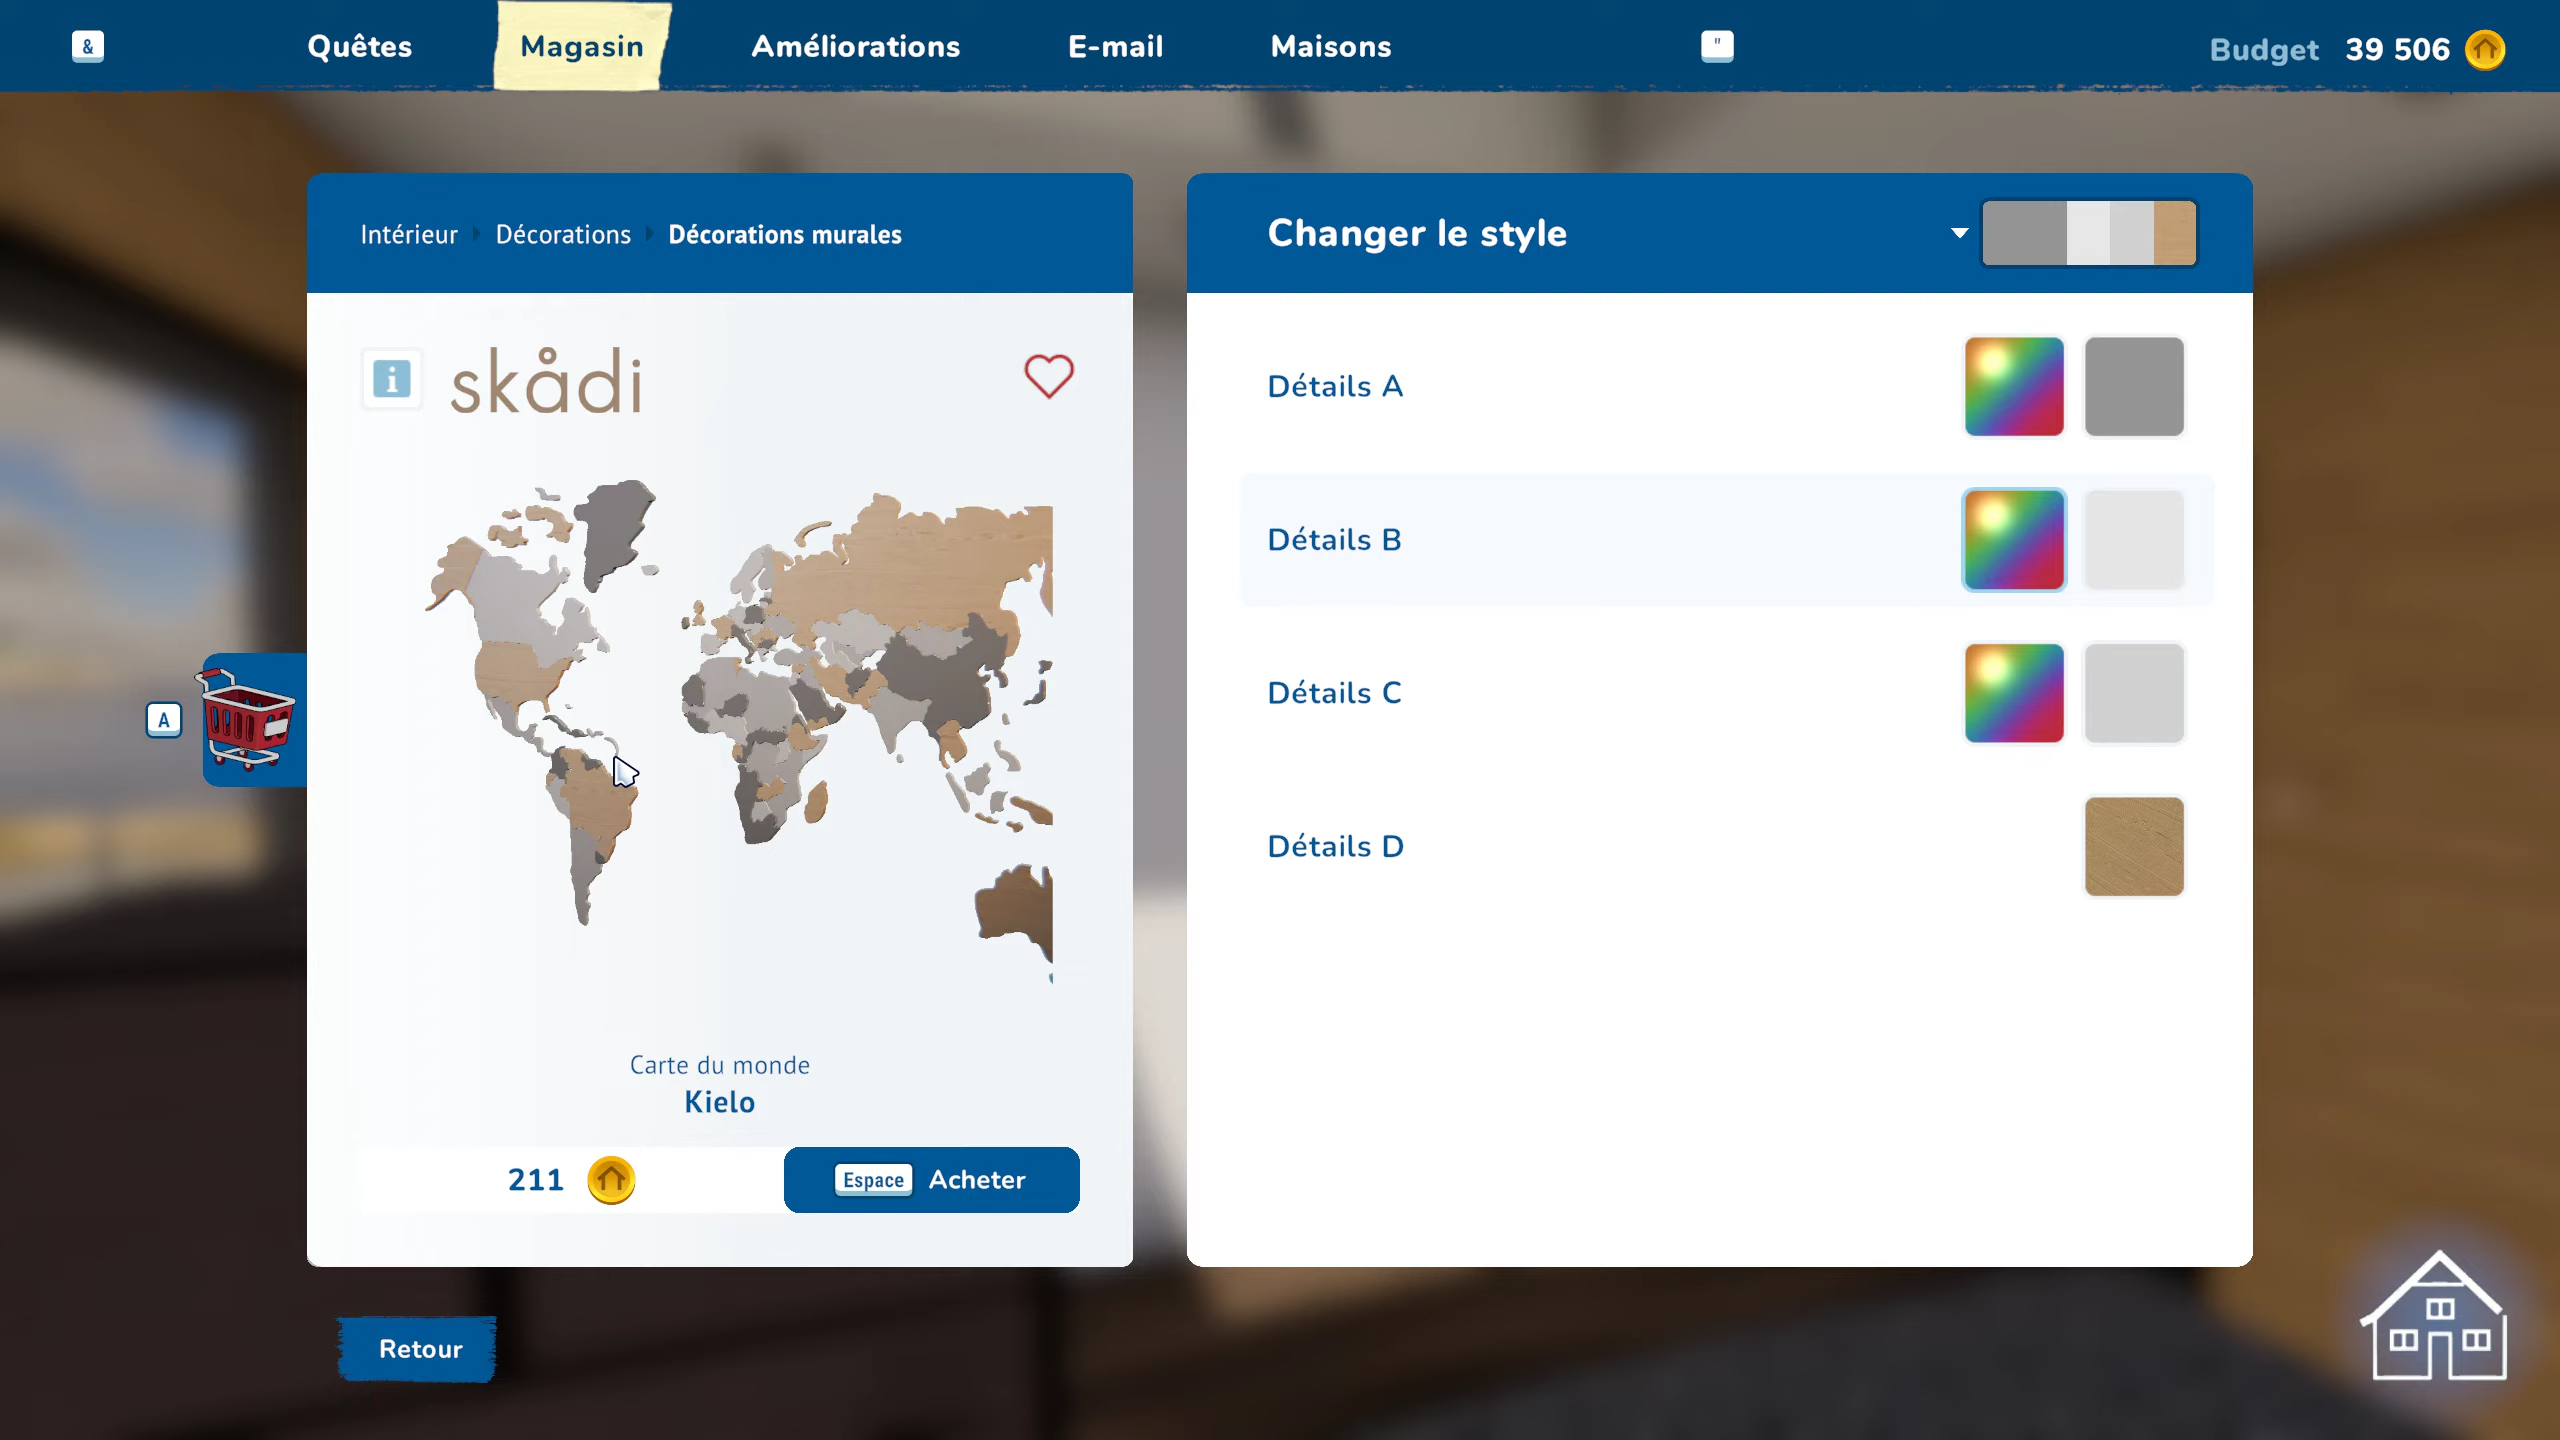 &
Quêtes
Magasin
Améliorations
E-mail
Maisons
"
Budget 39 506
Intérieur Décorations Décorations murales
i skådi
A
Carte du monde
Kielo
211
Espace Acheter
Retour
Changer le style
Détails A
Détails B
Détails C
Détails D